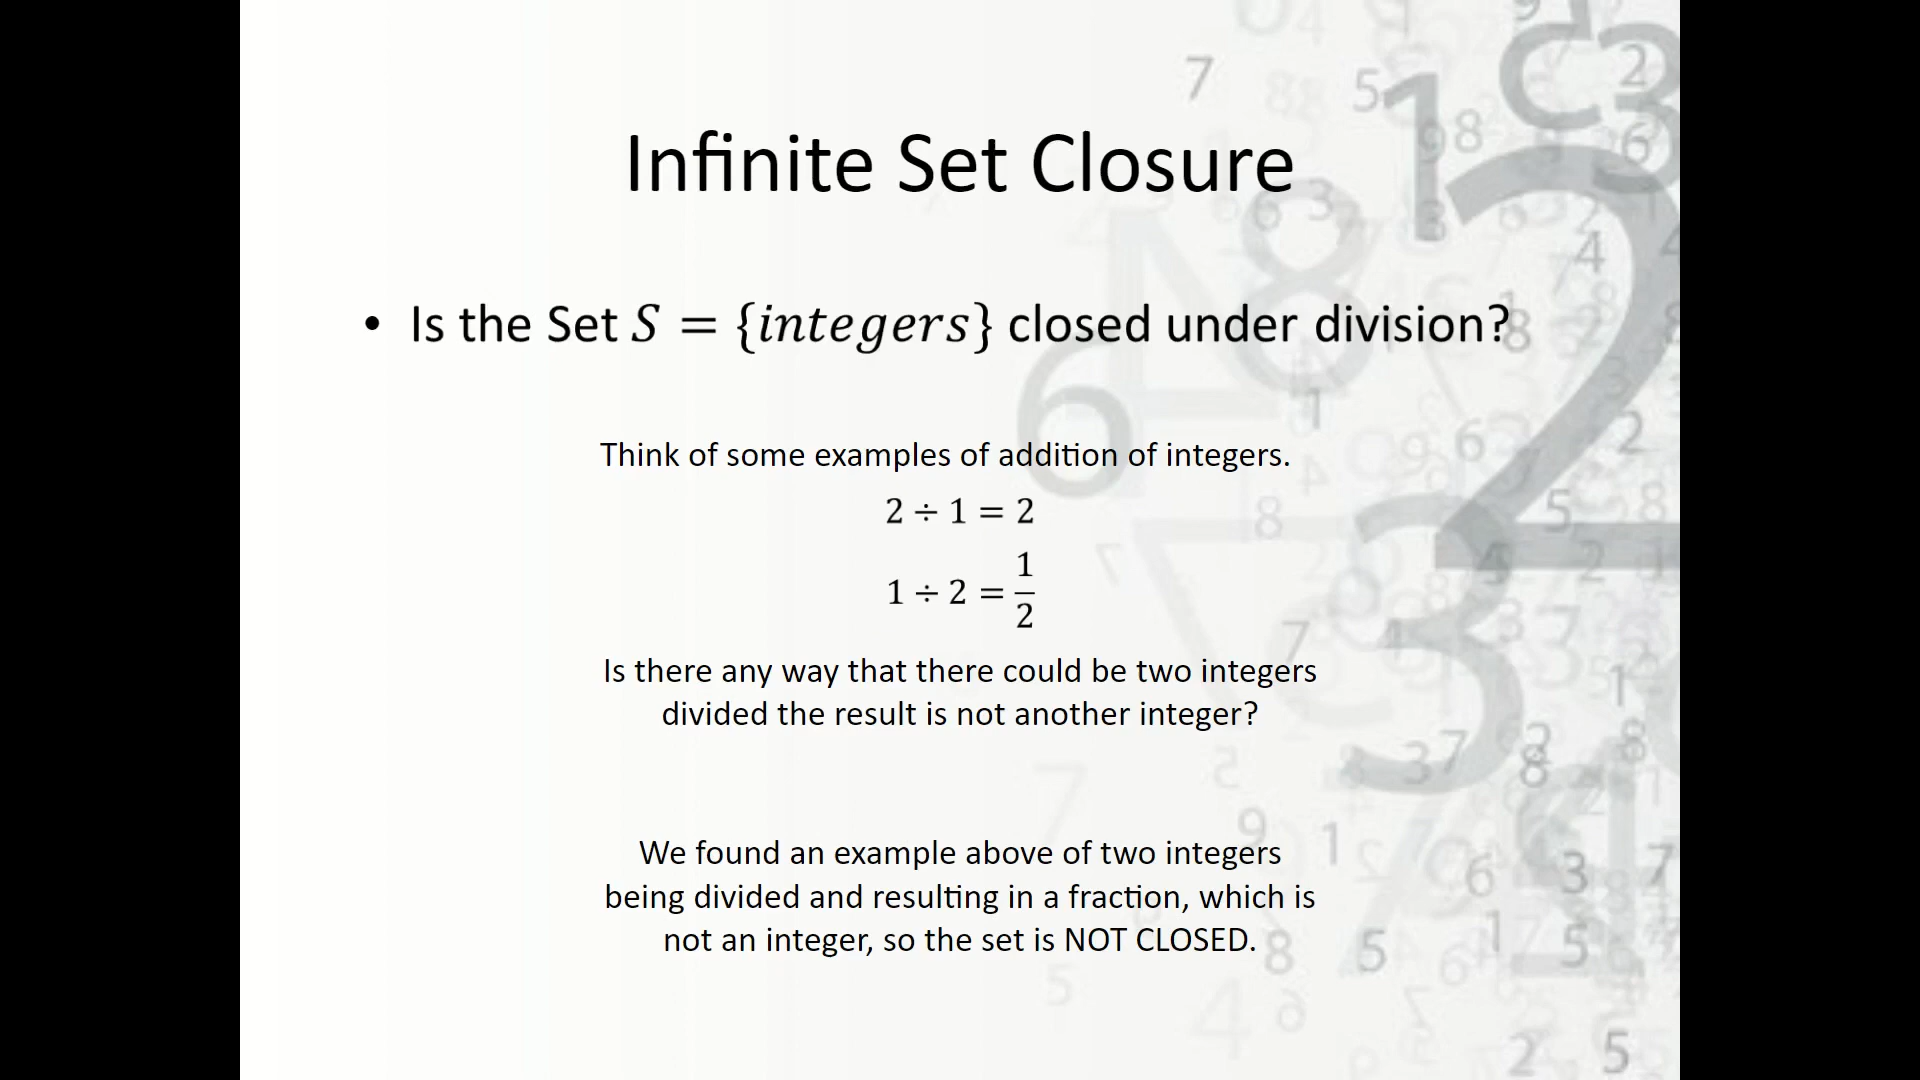 Infinite Set Closure
• Is the Set S = {integers} closed under division?
Think of some examples of addition of integers.
2 ÷ 1 = 2
1 ÷ 2 = 1/2
Is there any way that there could be two integers
divided the result is not another integer?
We found an example above of two integers
being divided and resulting in a fraction, which is
not an integer, so the set is NOT CLOSED.